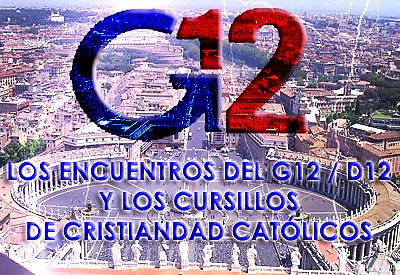 G12
LOS ENCUENTROS DEL G12 / D12
Y LOS CURSILLOS
DE CRISTIANDAD CATÓLICOS